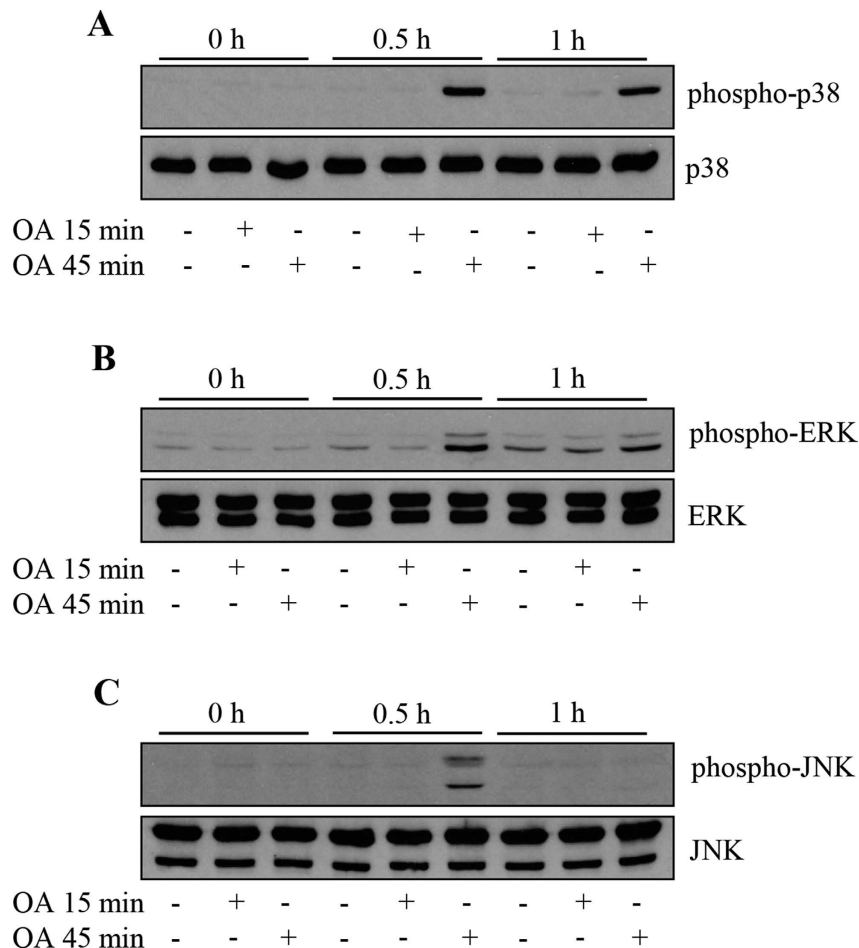 A
0 h 0.5 h 1 h
phospho-p38
p38
OA 15 min - + - - + - - + -
OA 45 min - - + - - + - - +
B
0 h 0.5 h 1 h
phospho-ERK
ERK
OA 15 min - + - - + - - + -
OA 45 min - - + - - + - - +
C
0 h 0.5 h 1 h
phospho-JNK
JNK
OA 15 min - + - - + - - + -
OA 45 min - - + - - + - - +